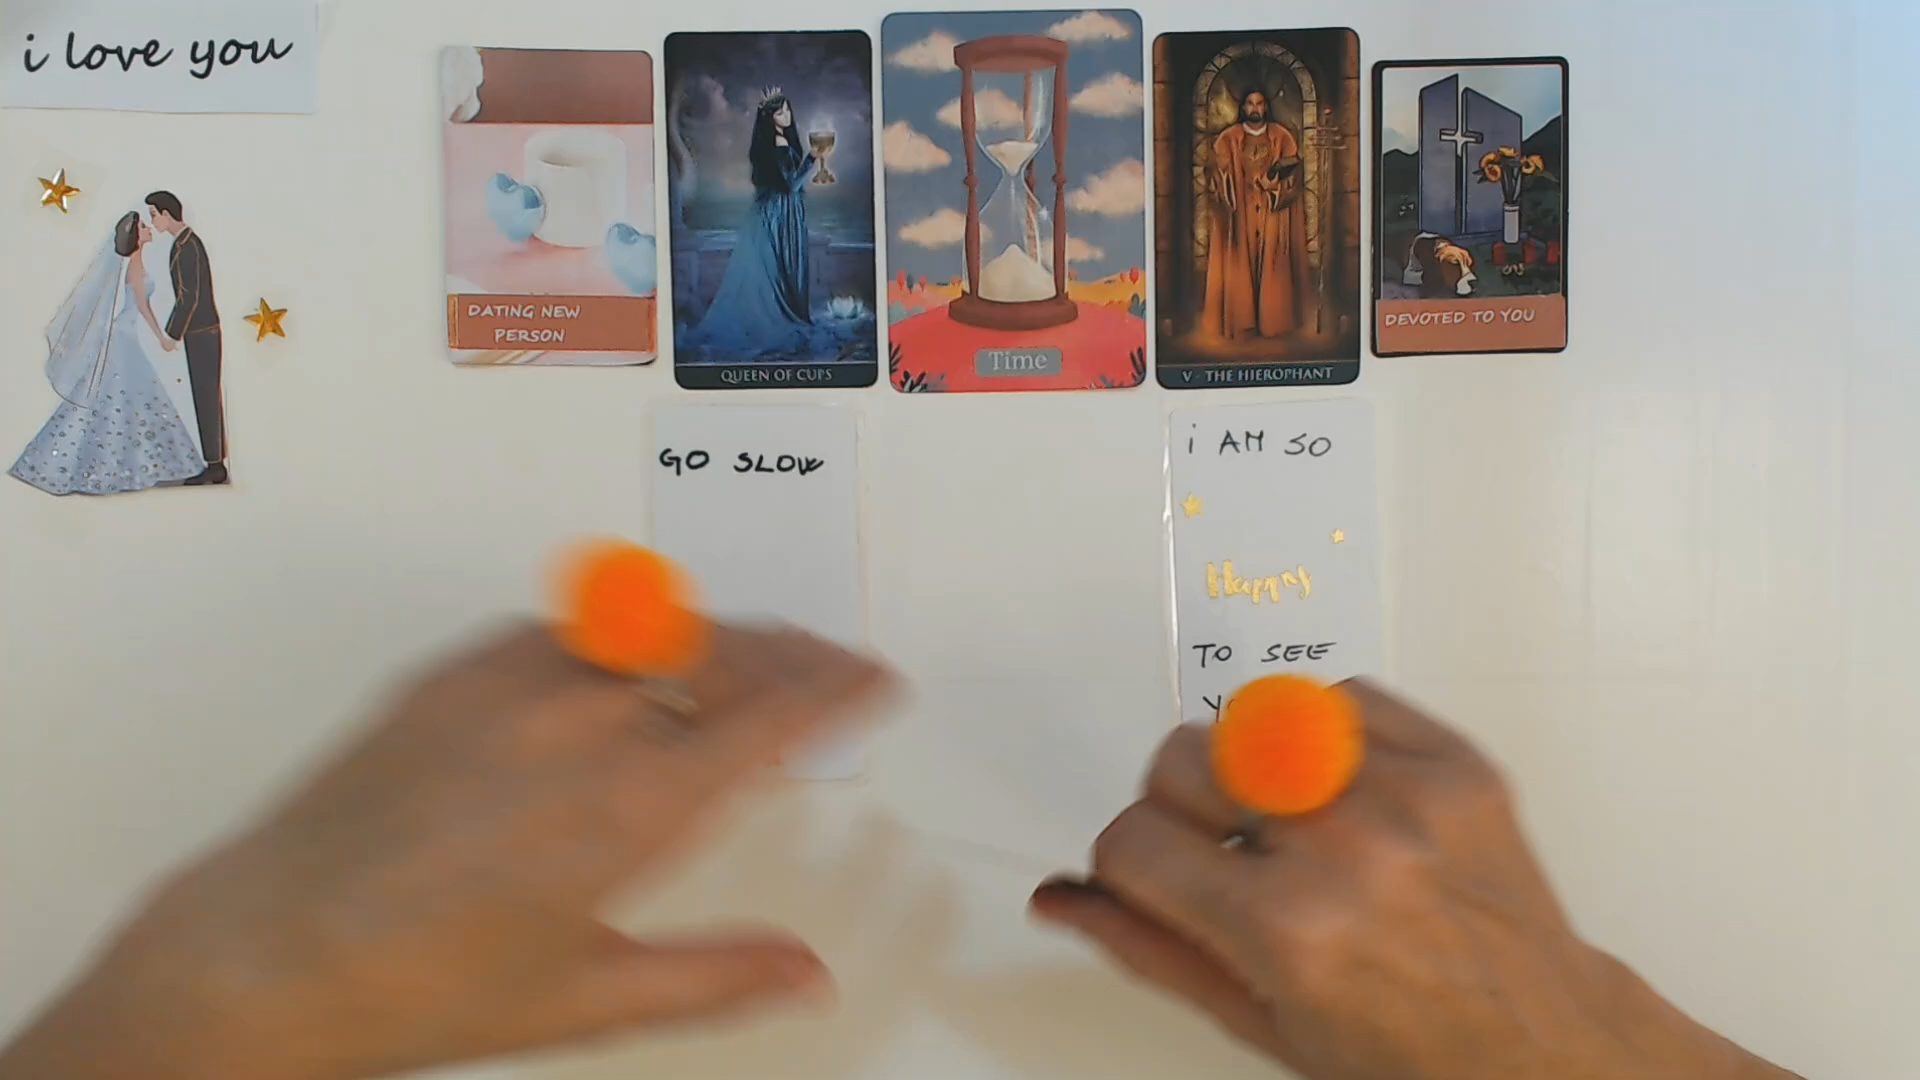 i love you
DATING NEW
PERSON
QUEEN OF CUPS
Time
V - THE HIEROPHANT
DEVOTED TO YOU
GO SLOW
i AM SO
Happy
TO SEE